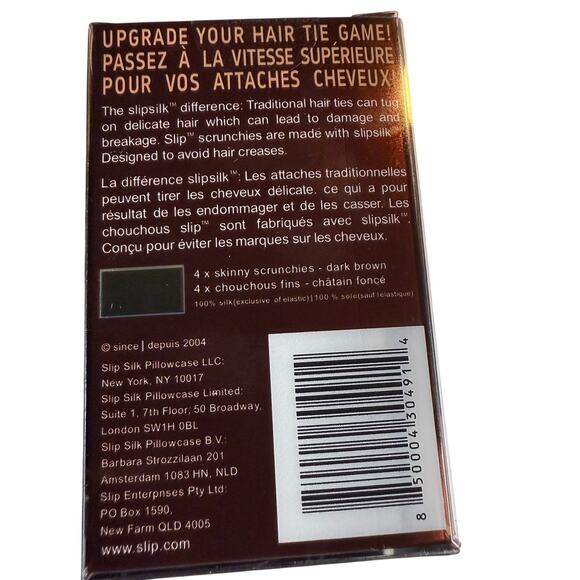 UPGRADE YOUR HAIR TIE GAME!
PASSEZ À LA VITESSE SUPÉRIEURE
POUR VOS ATTACHES CHEVEUX!
The slipsilk™ difference: Traditional hair ties can tug
on delicate hair which can lead to damage and
breakage. Slip™ scrunchies are made with slipsilk
Designed to avoid hair creases.
La différence slipsilk™: Les attaches traditionnelles
peuvent tirer les cheveux délicate. ce qui a pour
résultat de les endommager et de les casser. Les
chouchous slip™ sont fabriqués avec slipsilk™.
Conçu pour éviter les marques sur les cheveux.
4 x skinny scrunchies - dark brown
4 x chouchous fins - châtain foncé
100% silk(exclusive of elastic)|100 % soie(sauf l'élastique)
© since | depuis 2004
Slip Silk Pillowcase LLC:
New York, NY 10017
Slip Silk Pillowcase Limited:
Suite 1, 7th Floor, 50 Broadway,
London SW1H 0BL
Slip Silk Pillowcase B.V.:
Barbara Strozzilaan 201
Amsterdam 1083 HN, NLD
Slip Enterprises Pty Ltd:
PO Box 1590,
New Farm QLD 4005
www.slip.com
8 50004 30491 4